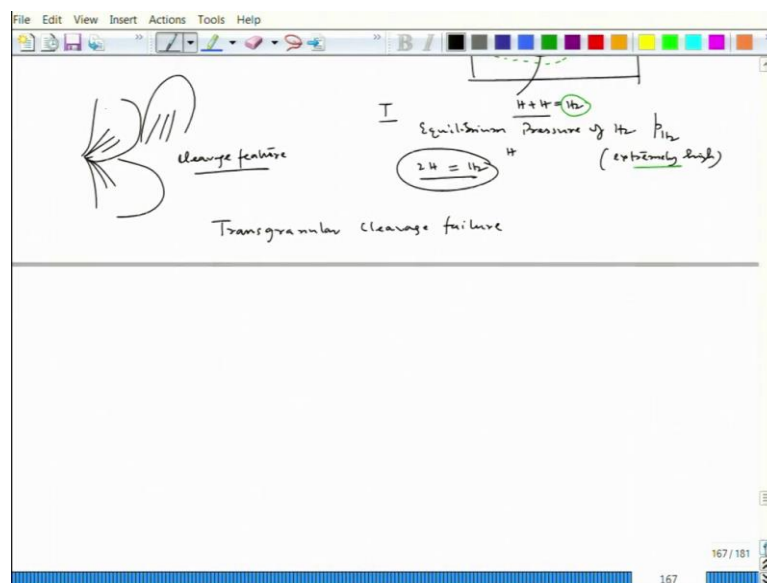 File Edit View Insert Actions Tools Help
B I
H + H = H2
I
Equilibrium Pressure of H2 PH2
cleavage feature
2H = H2
H
(extremely high)
Transgranular cleavage failure
167 / 181
167